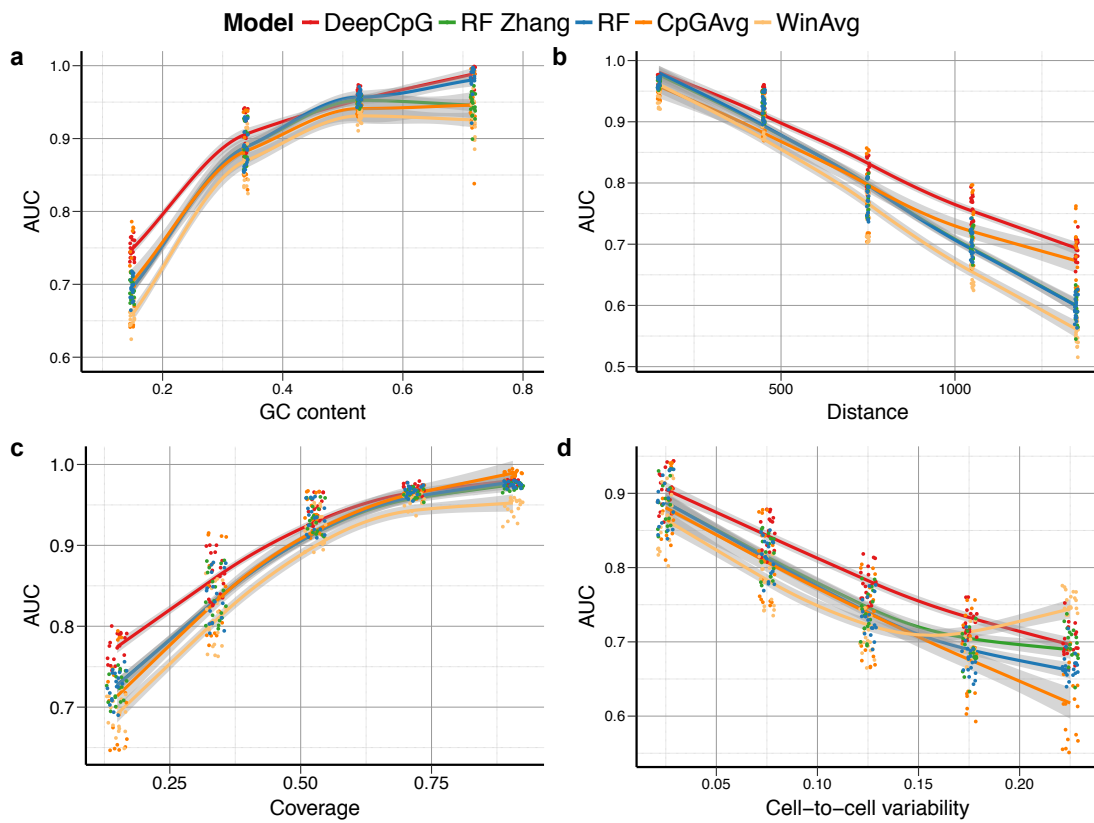 Model DeepCpG RF Zhang RF CpGAvg WinAvg
a
1.0
0.9
0.8
0.7
0.6
AUC
0.2 0.4 0.6 0.8
GC content
b
1.0
0.9
0.8
0.7
0.6
0.5
AUC
500 1000
Distance
c
1.0
0.9
0.8
0.7
AUC
0.25 0.50 0.75
Coverage
d
0.9
0.8
0.7
0.6
AUC
0.05 0.10 0.15 0.20
Cell−to−cell variability